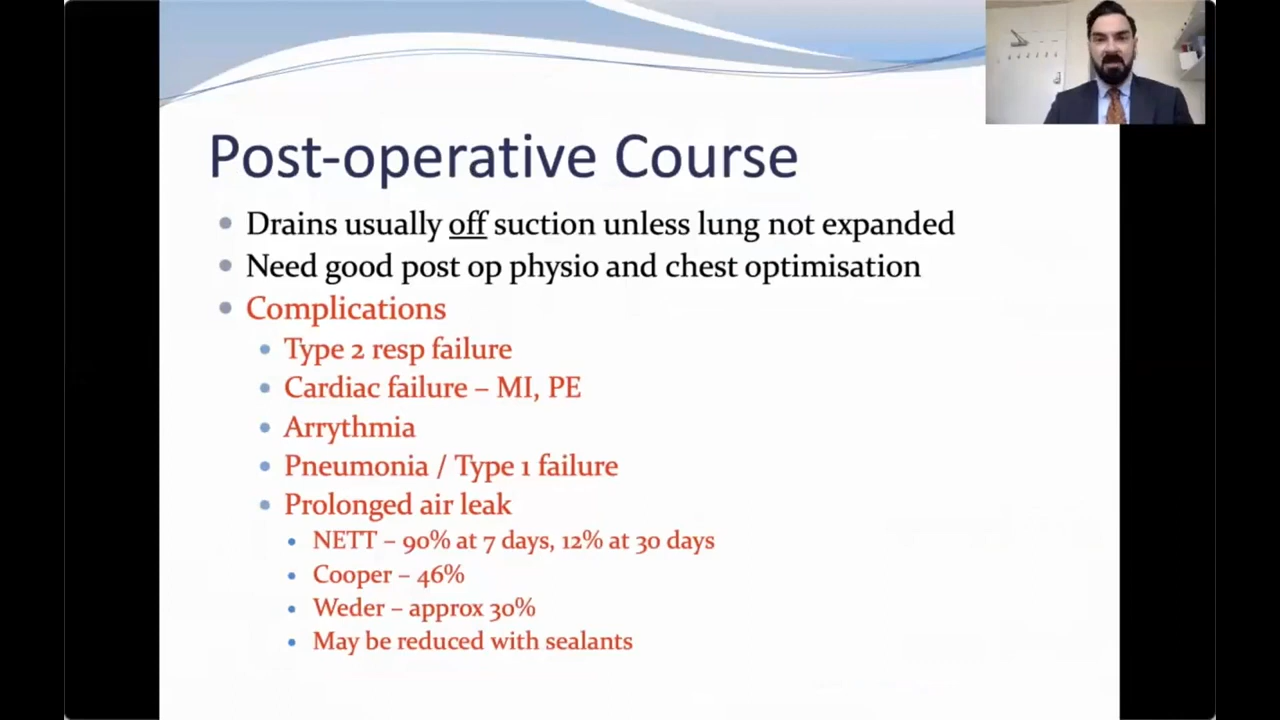 Post-operative Course
Drains usually off suction unless lung not expanded
Need good post op physio and chest optimisation
Complications
Type 2 resp failure
Cardiac failure – MI, PE
Arrythmia
Pneumonia / Type 1 failure
Prolonged air leak
NETT – 90% at 7 days, 12% at 30 days
Cooper – 46%
Weder – approx 30%
May be reduced with sealants